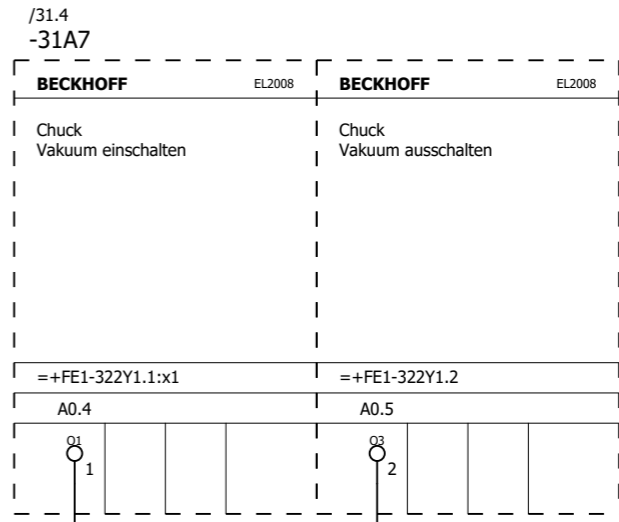 /31.4
-31A7
BECKHOFF EL2008 BECKHOFF EL2008
Chuck Chuck
Vakuum einschalten Vakuum ausschalten
=+FE1-322Y1.1:x1 =+FE1-322Y1.2
A0.4 A0.5
O1 O3
1 2